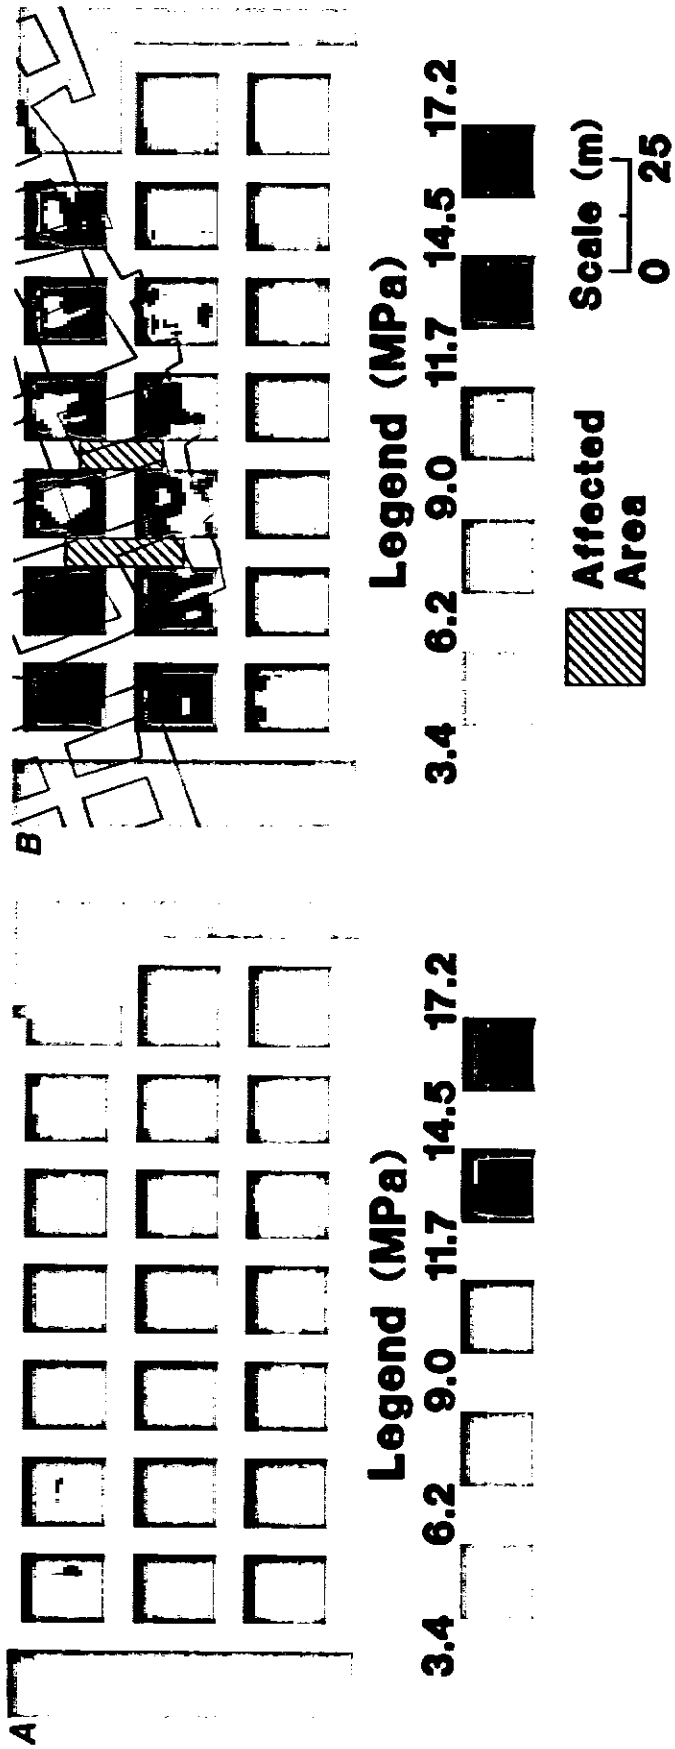 A
Legend (MPa)
3.4 6.2 9.0 11.7 14.5 17.2
B
Legend (MPa)
3.4 6.2 9.0 11.7 14.5 17.2
Affected
Area
Scale (m)
0 25